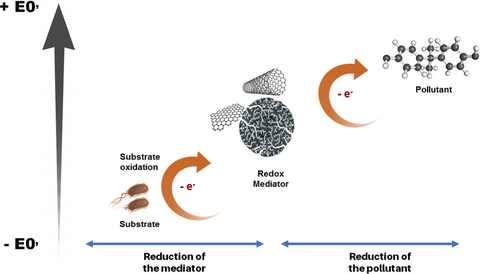 + E0’
Pollutant
- e-
Substrate
oxidation
- e-
Redox
Mediator
Substrate
- E0’
Reduction of
the mediator
Reduction of
the pollutant